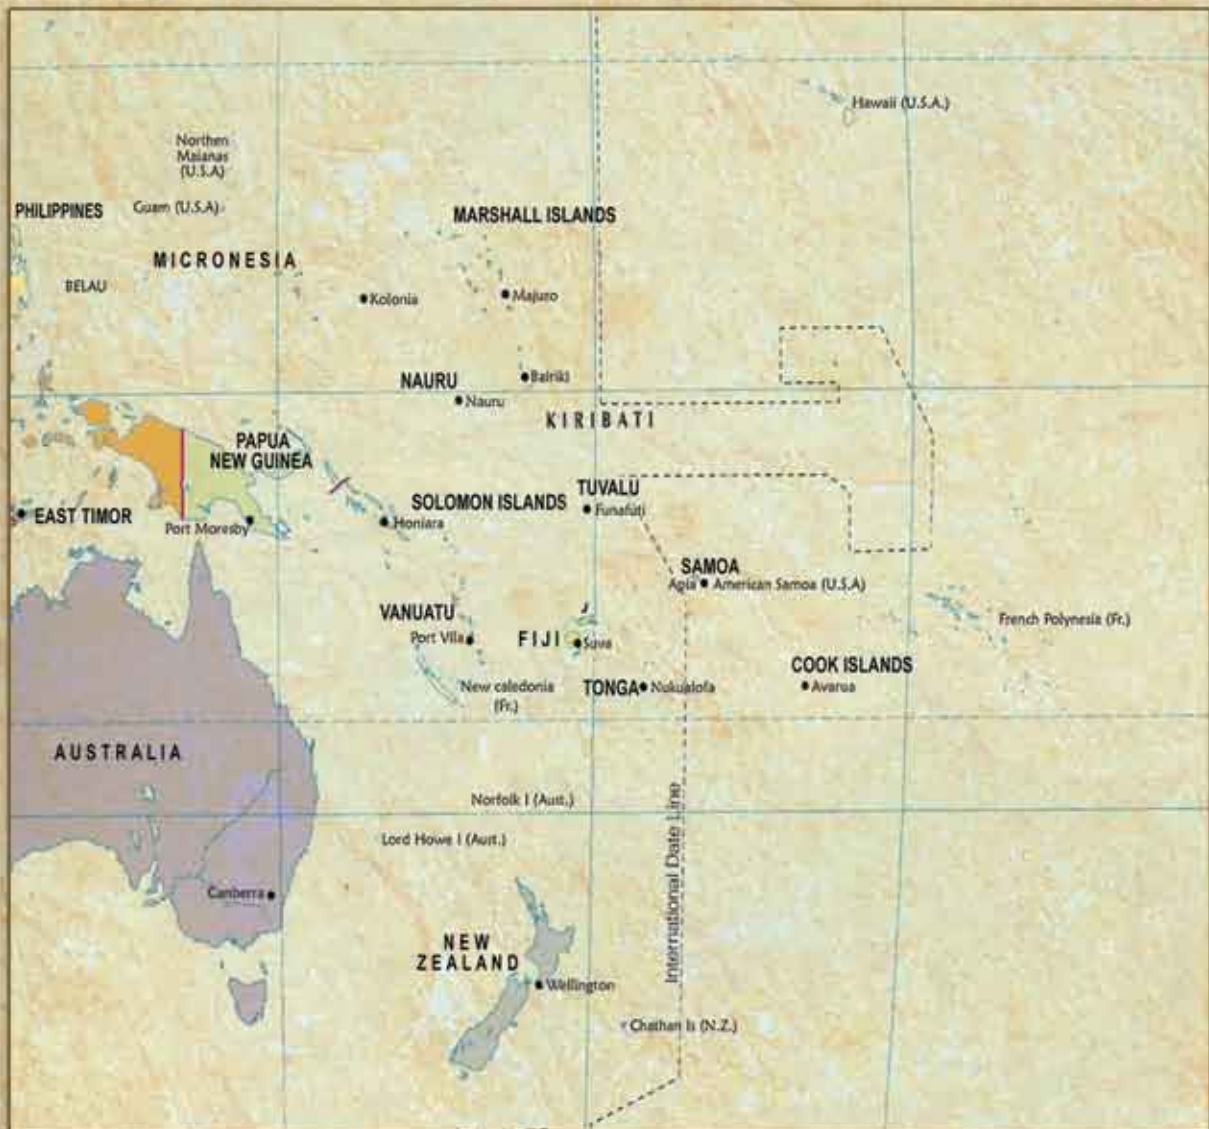 Hawaii (U.S.A.)
Northen
Maianas
(U.S.A)
PHILIPPINES
Guam (U.S.A)
MARSHALL ISLANDS
MICRONESIA
BELAU
Kolonia
Majuro
NAURU
Bairiki
Nauru
KIRIBATI
PAPUA
NEW GUINEA
SOLOMON ISLANDS
TUVALU
Funafuti
EAST TIMOR
Port Moresby
Honiara
SAMOA
Apia
American Samoa (U.S.A)
VANUATU
Port Vila
FIJI
Suva
French Polynesia (Fr.)
COOK ISLANDS
New caledonia
(Fr.)
TONGA
Nukualofa
Avarua
AUSTRALIA
Norfolk I (Aust.)
Lord Howe I (Aust.)
International Date Line
Canberra
NEW
ZEALAND
Wellington
Chathan Is (N.Z.)